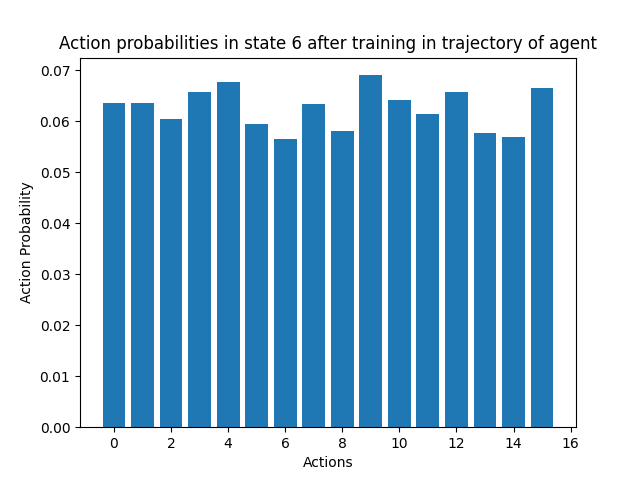 Action probabilities in state 6 after training in trajectory of agent
0.07
0.06
0.05
0.04
0.03
0.02
0.01
0.00
Action Probability
0 2 4 6 8 10 12 14 16
Actions